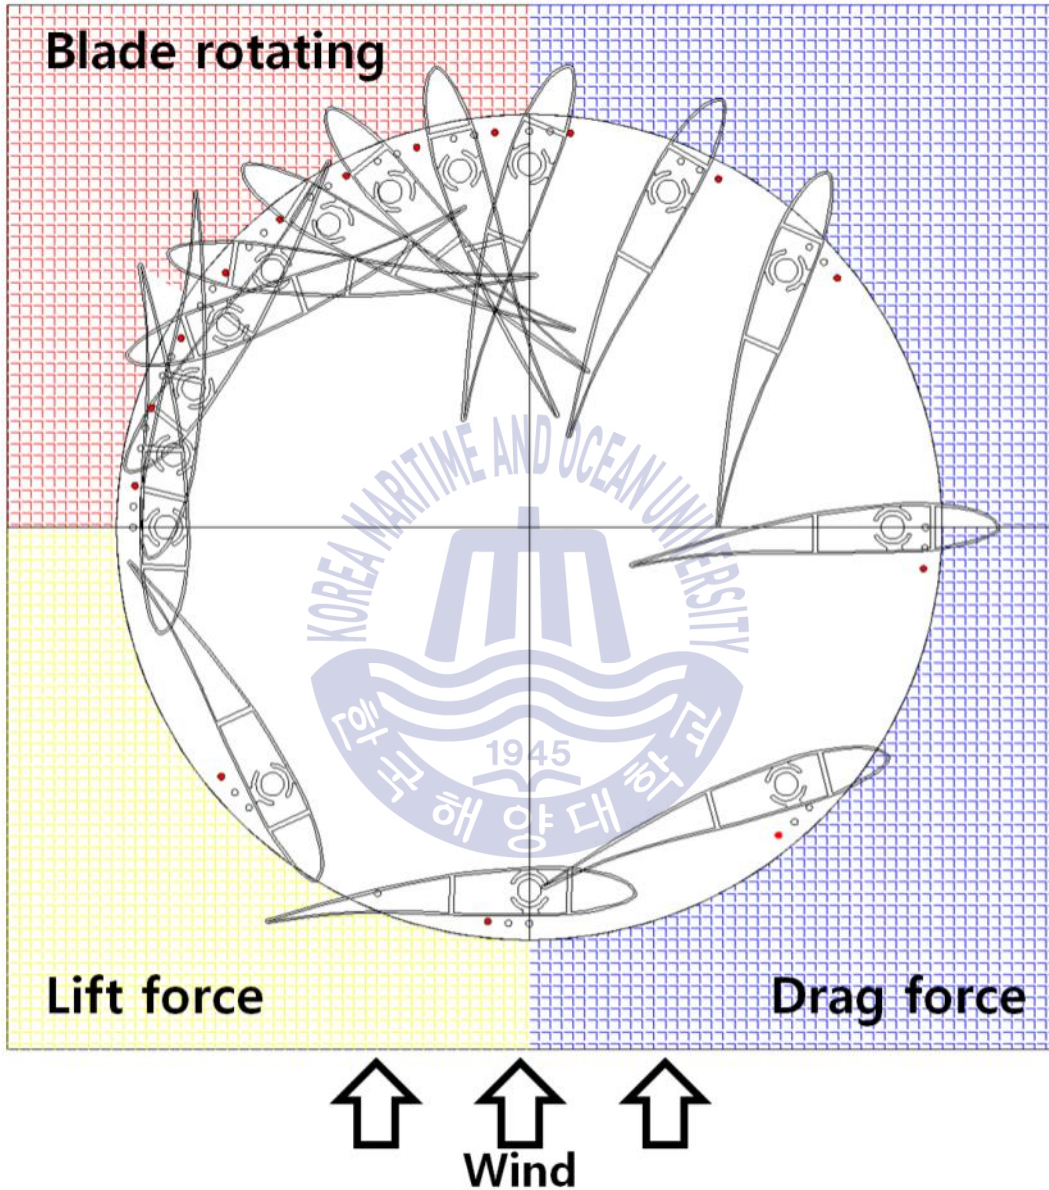 Blade rotating
KOREA MARITIME AND OCEAN UNIVERSITY
1945
한국해양대학교
Lift force
Drag force
Wind